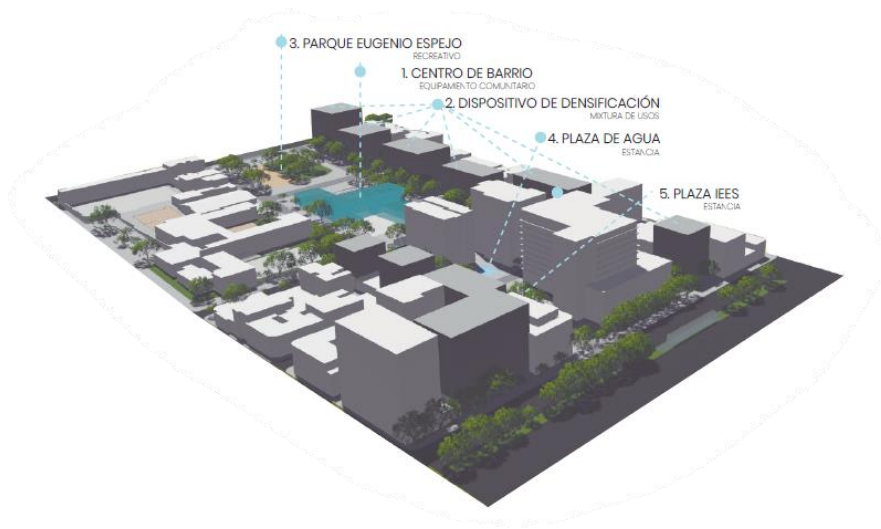 3. PARQUE EUGENIO ESPEJO
RECREATIVO
1. CENTRO DE BARRIO
EQUIPAMIENTO COMUNITARIO
2. DISPOSITIVO DE DENSIFICACIÓN
MIXTURA DE USOS
4. PLAZA DE AGUA
ESTANCIA
5. PLAZA IEES
ESTANCIA